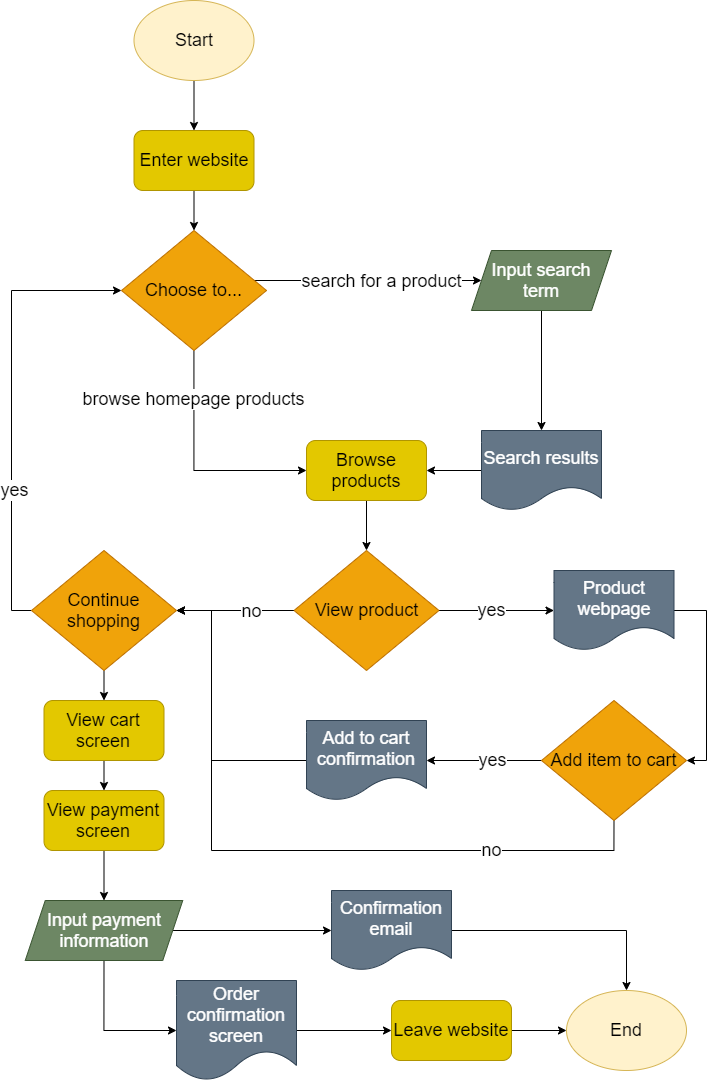 Start
Enter website
Choose to...
search for a product
Input search
term
browse homepage products
Browse
products
Search results
yes
Continue
shopping
no
View product
yes
Product
webpage
View cart
screen
Add to cart
confirmation
yes
Add item to cart
View payment
screen
no
Input payment
information
Confirmation
email
Order
confirmation
screen
Leave website
End